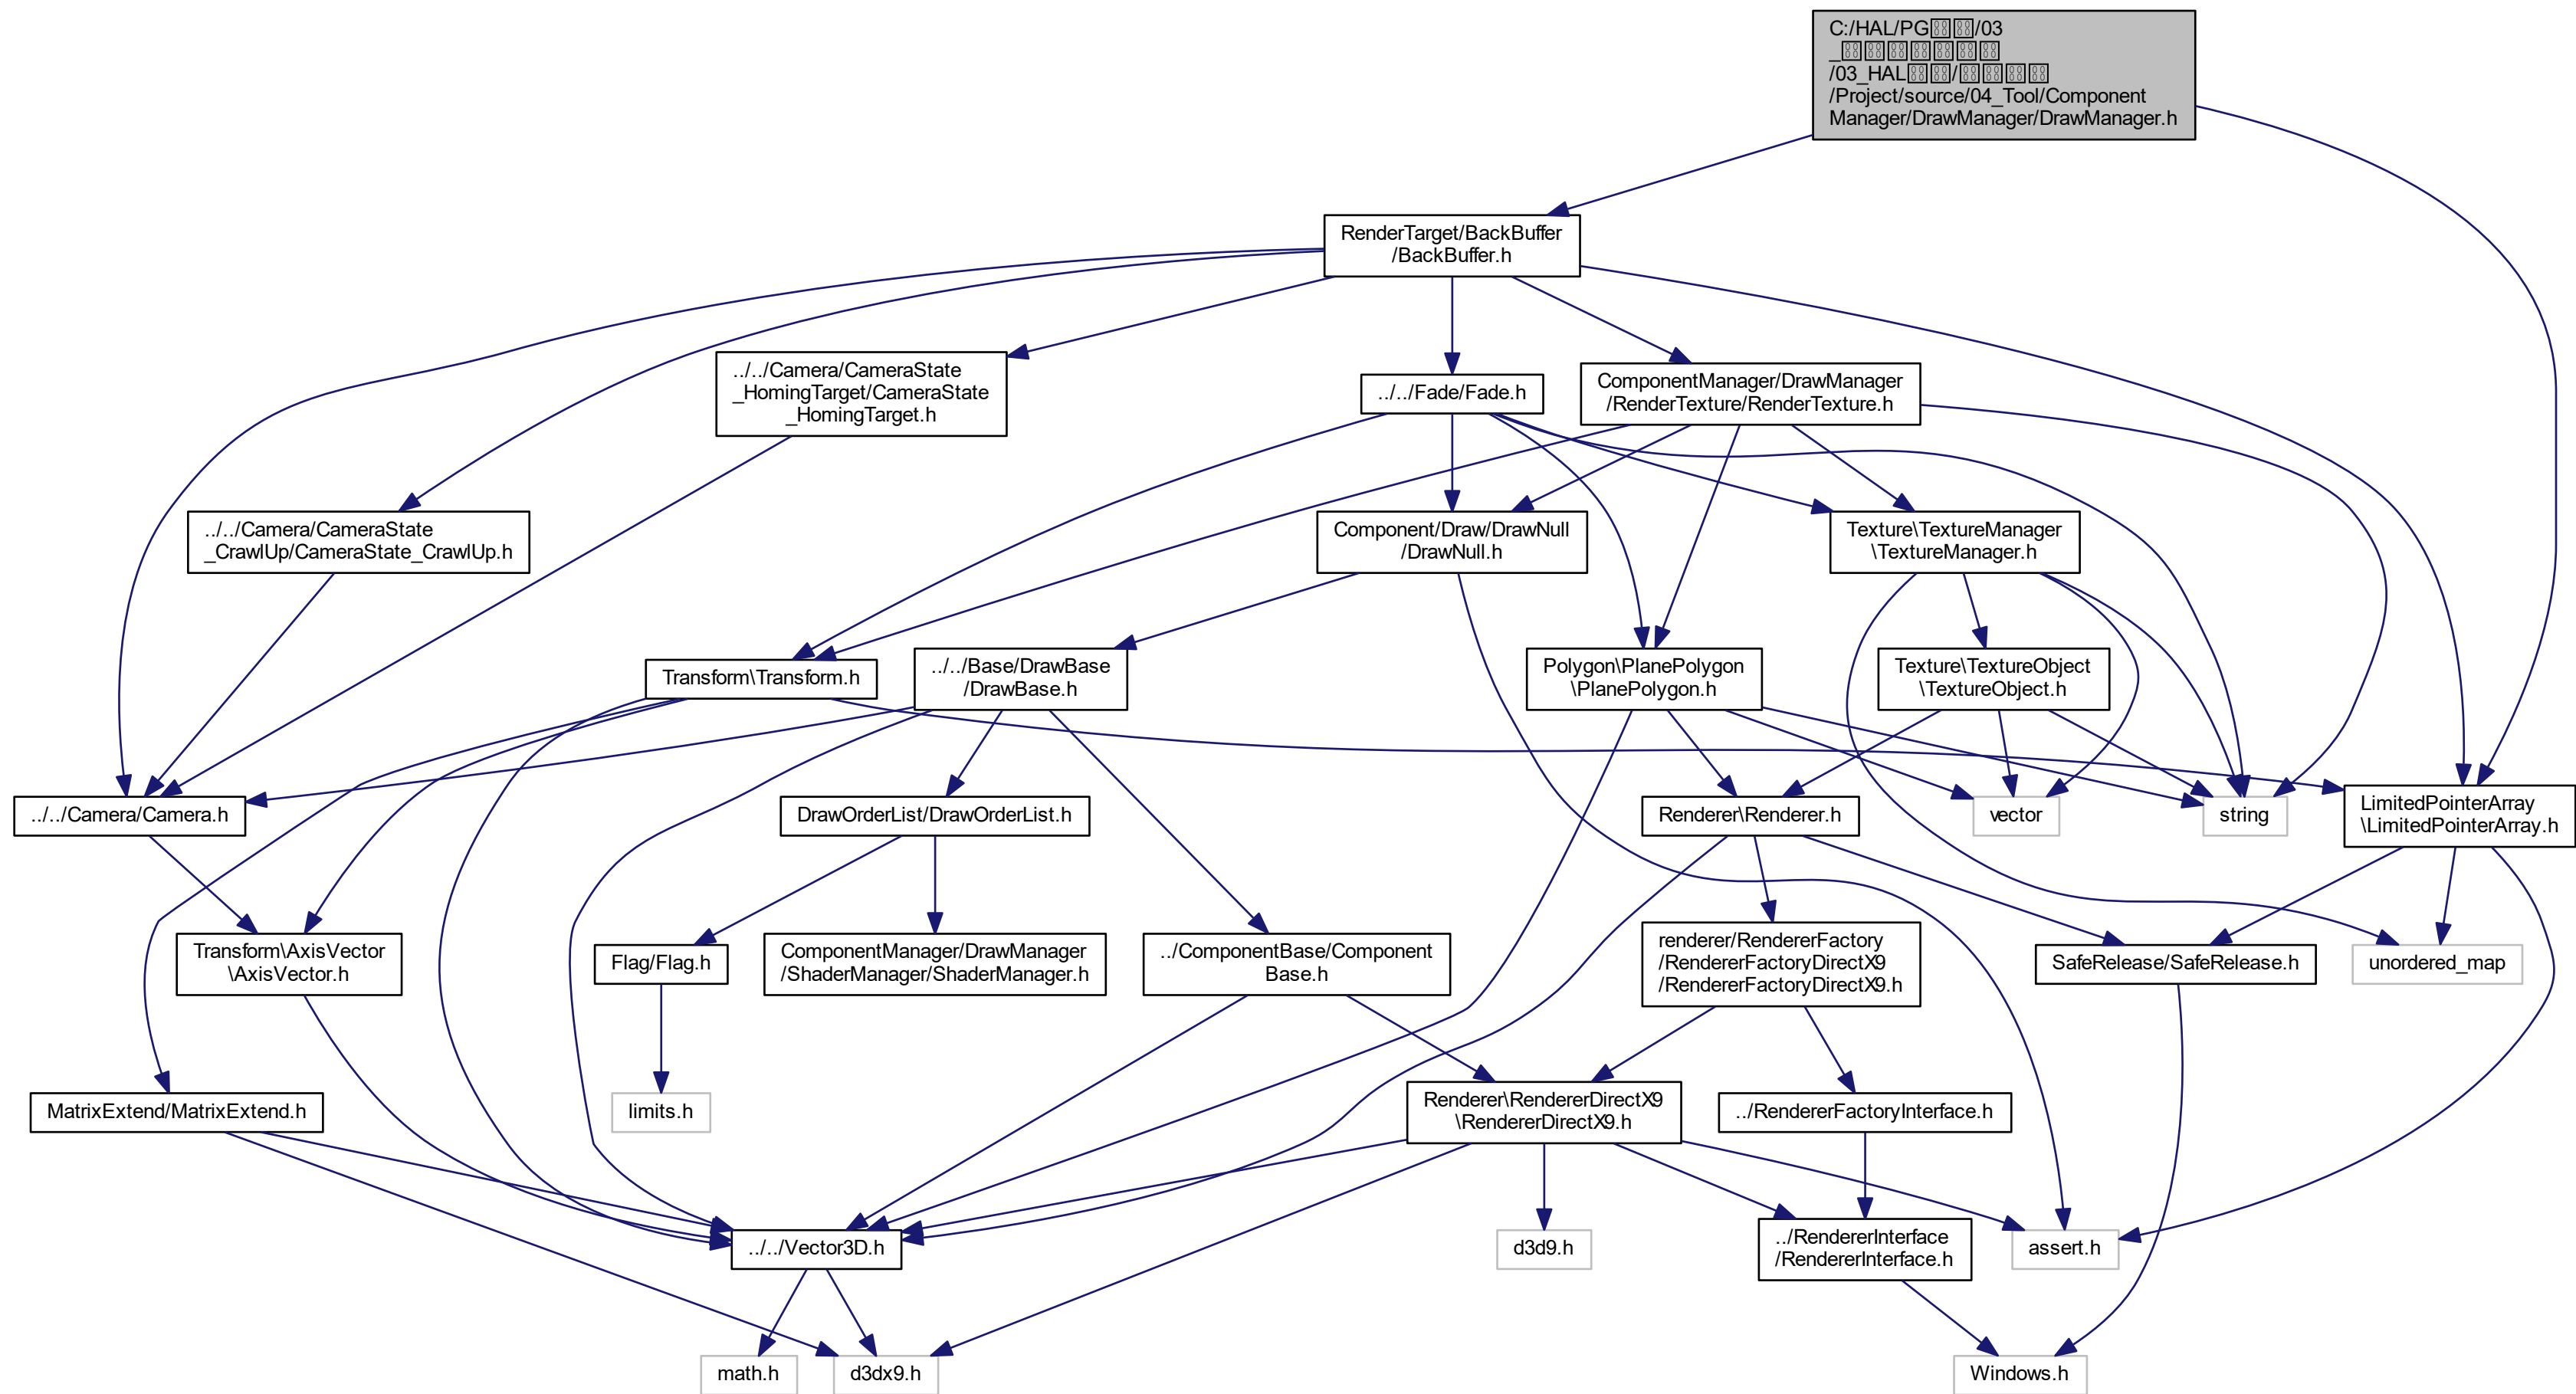 C:/HAL/PG/03
_
/03_HAL/
/Project/source/04_Tool/Component
Manager/DrawManager/DrawManager.h
RenderTarget/BackBuffer
/BackBuffer.h
../../Camera/CameraState
_HomingTarget/CameraState
_HomingTarget.h
../../Fade/Fade.h
ComponentManager/DrawManager
/RenderTexture/RenderTexture.h
../../Camera/CameraState
_CrawlUp/CameraState_CrawlUp.h
Component/Draw/DrawNull
/DrawNull.h
Texture\TextureManager
\TextureManager.h
Transform\Transform.h
../../Base/DrawBase
/DrawBase.h
Polygon\PlanePolygon
\PlanePolygon.h
Texture\TextureObject
\TextureObject.h
../../Camera/Camera.h
DrawOrderList/DrawOrderList.h
Renderer\Renderer.h
vector
string
LimitedPointerArray
\LimitedPointerArray.h
Transform\AxisVector
\AxisVector.h
Flag/Flag.h
ComponentManager/DrawManager
/ShaderManager/ShaderManager.h
../ComponentBase/Component
Base.h
renderer/RendererFactory
/RendererFactoryDirectX9
/RendererFactoryDirectX9.h
SafeRelease/SafeRelease.h
unordered_map
MatrixExtend/MatrixExtend.h
limits.h
Renderer\RendererDirectX9
\RendererDirectX9.h
../RendererFactoryInterface.h
../../Vector3D.h
d3d9.h
../RendererInterface
/RendererInterface.h
assert.h
math.h
d3dx9.h
Windows.h